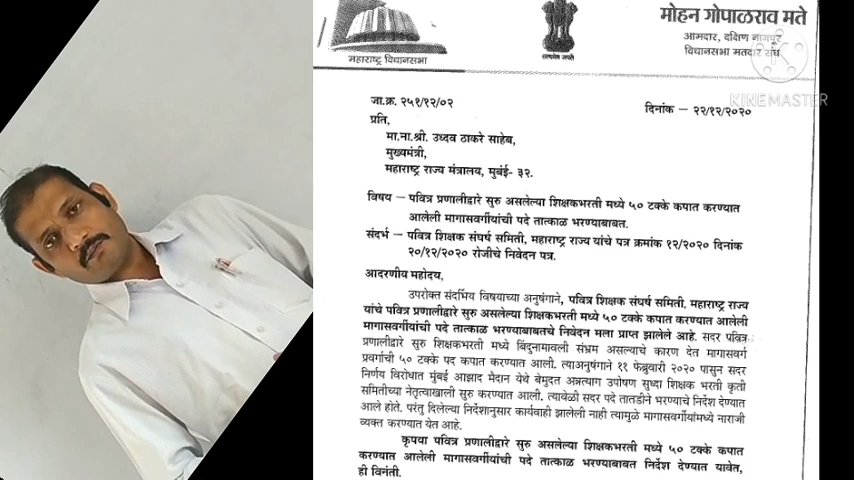 मोहन गोपाळराव मते
आमदार, दक्षिण नागपूर
विधानसभा मतदार संघ
महाराष्ट्र विधानसभा
सत्यमेव जयते
KINEMASTER
जा.क्र. २५१/१२/०२
दिनांक – २२/१२/२०२०
प्रति,
मा.ना.श्री. उध्दव ठाकरे साहेब,
मुख्यमंत्री,
महाराष्ट्र राज्य मंत्रालय, मुंबई- ३२.
विषय – पवित्र प्रणालीद्वारे सुरु असलेल्या शिक्षकभरती मध्ये ५० टक्के कपात करण्यात
आलेली मागासवर्गीयांची पदे तात्काळ भरण्याबाबत.
संदर्भ – पवित्र शिक्षक संघर्ष समिती, महाराष्ट्र राज्य यांचे पत्र क्रमांक १२/२०२० दिनांक
२०/१२/२०२० रोजीचे निवेदन पत्र.
आदरणीय महोदय,
उपरोक्त संदर्भिय विषयाच्या अनुषंगाने, पवित्र शिक्षक संघर्ष समिती, महाराष्ट्र राज्य
यांचे पवित्र प्रणालीद्वारे सुरु असलेल्या शिक्षकभरती मध्ये ५० टक्के कपात करण्यात आलेली
मागासवर्गीयांची पदे तात्काळ भरण्याबाबतचे निवेदन मला प्राप्त झालेले आहे. सदर पवित्र
प्रणालीद्वारे सुरु शिक्षकभरती मध्ये बिंदुनामावली संभ्रम असल्याचे कारण देत मागासवर्ग
प्रवर्गाची ५० टक्के पद कपात करण्यात आली. त्याअनुषंगाने ११ फेब्रुवारी २०२० पासुन सदर
निर्णय विरोधात मुंबई आझाद मैदान येथे बेमुदत अन्नत्याग उपोषण सुध्दा शिक्षक भरती कृती
समितीच्या नेतृत्वाखाली सुरु करण्यात आली. त्यावेळी सदर पदे तातडीने भरण्याचे निर्देश देण्यात
आले होते. परंतु दिलेल्या निर्देशानुसार कार्यवाही झालेली नाही त्यामुळे मागासवर्गीयांमध्ये नाराजी
व्यक्त करण्यात येत आहे.
कृपया पवित्र प्रणालीद्वारे सुरु असलेल्या शिक्षकभरती मध्ये ५० टक्के कपात
करण्यात आलेली मागासवर्गीयांची पदे तात्काळ भरण्याबाबत निर्देश देण्यात यावेत,
ही विनंती.